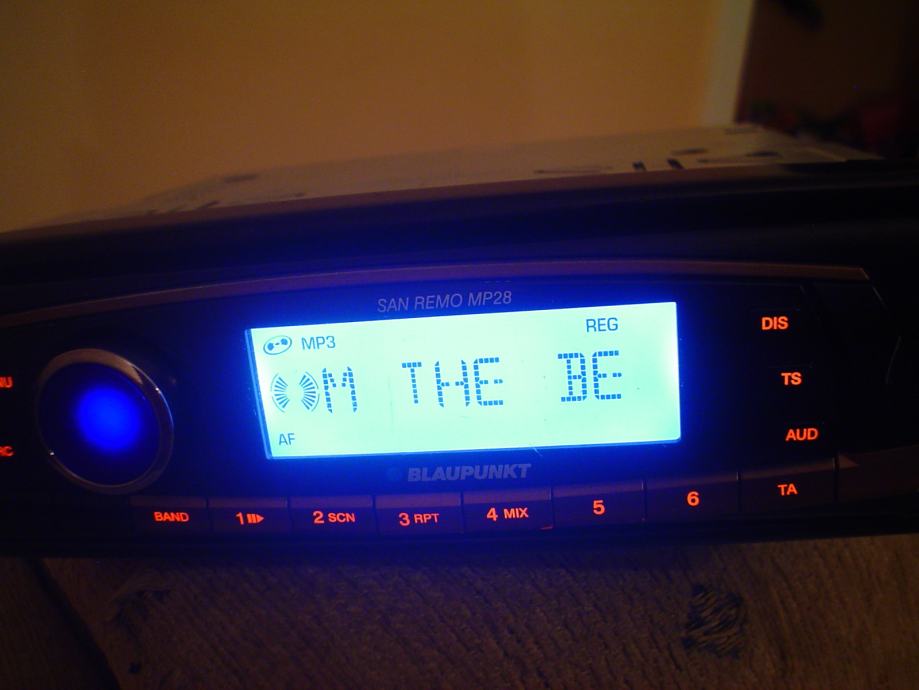 SAN REMO MP28
MP3 REG
M THE BE
AF
BLAUPUNKT
DIS
TS
AUD
BAND 1 2 SCN 3 RPT 4 MIX 5 6 TA